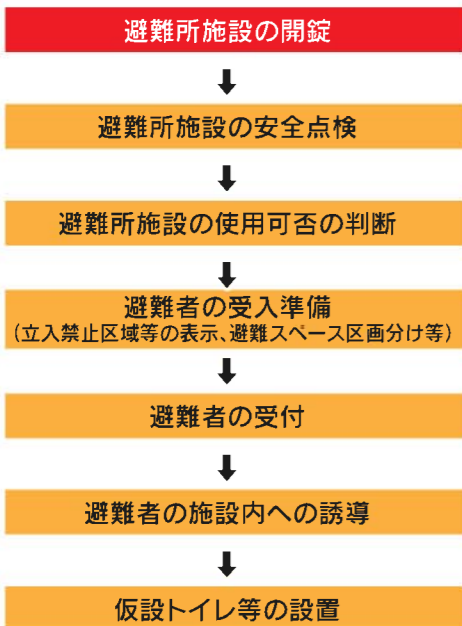 避難所施設の開錠
避難所施設の安全点検
避難所施設の使用可否の判断
避難者の受入準備
(立入禁止区域等の表示、避難スペース区画分け等)
避難者の受付
避難者の施設内への誘導
仮設トイレ等の設置